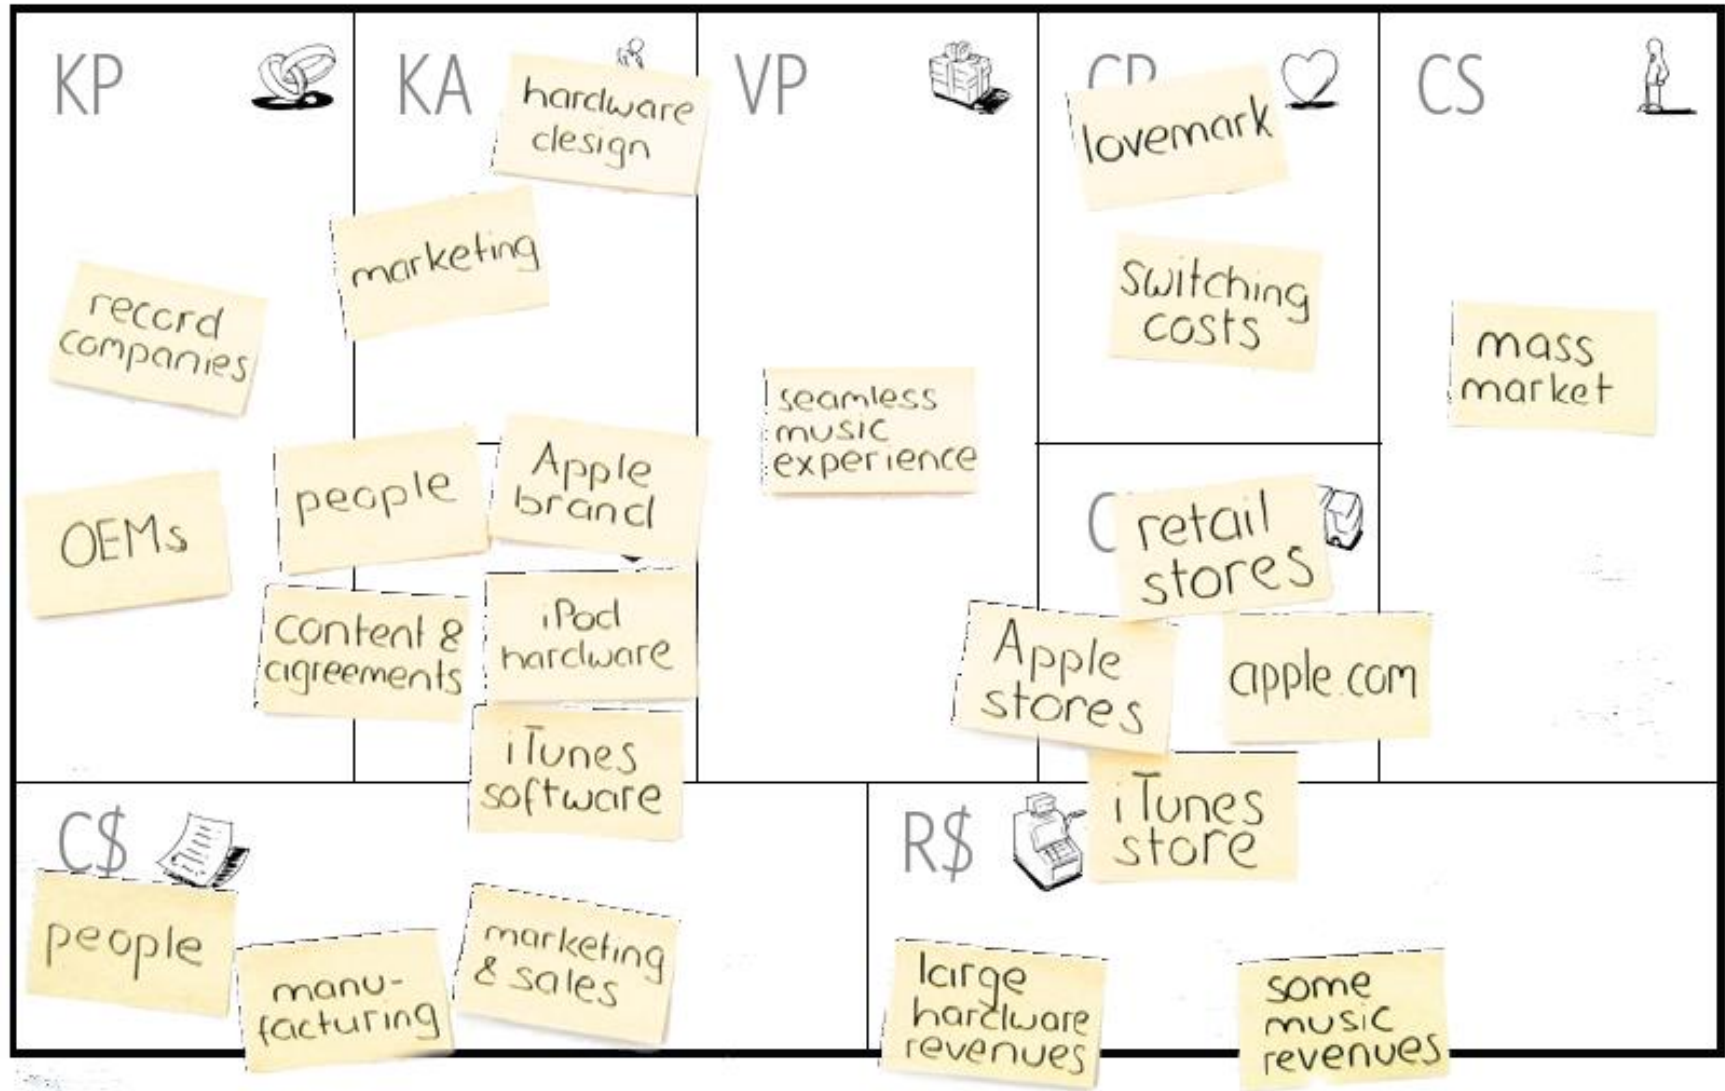 KP
record
companies
OEMs
KA
hardware
design
marketing
people
Apple
brand
content &
agreements
iPod
hardware
iTunes
software
VP
seamless
music
experience
lovemark
switching
costs
retail
stores
Apple
stores
apple.com
iTunes
store
CS
mass
market
C$
people
manu-
facturing
marketing
& sales
R$
large
hardware
revenues
some
music
revenues